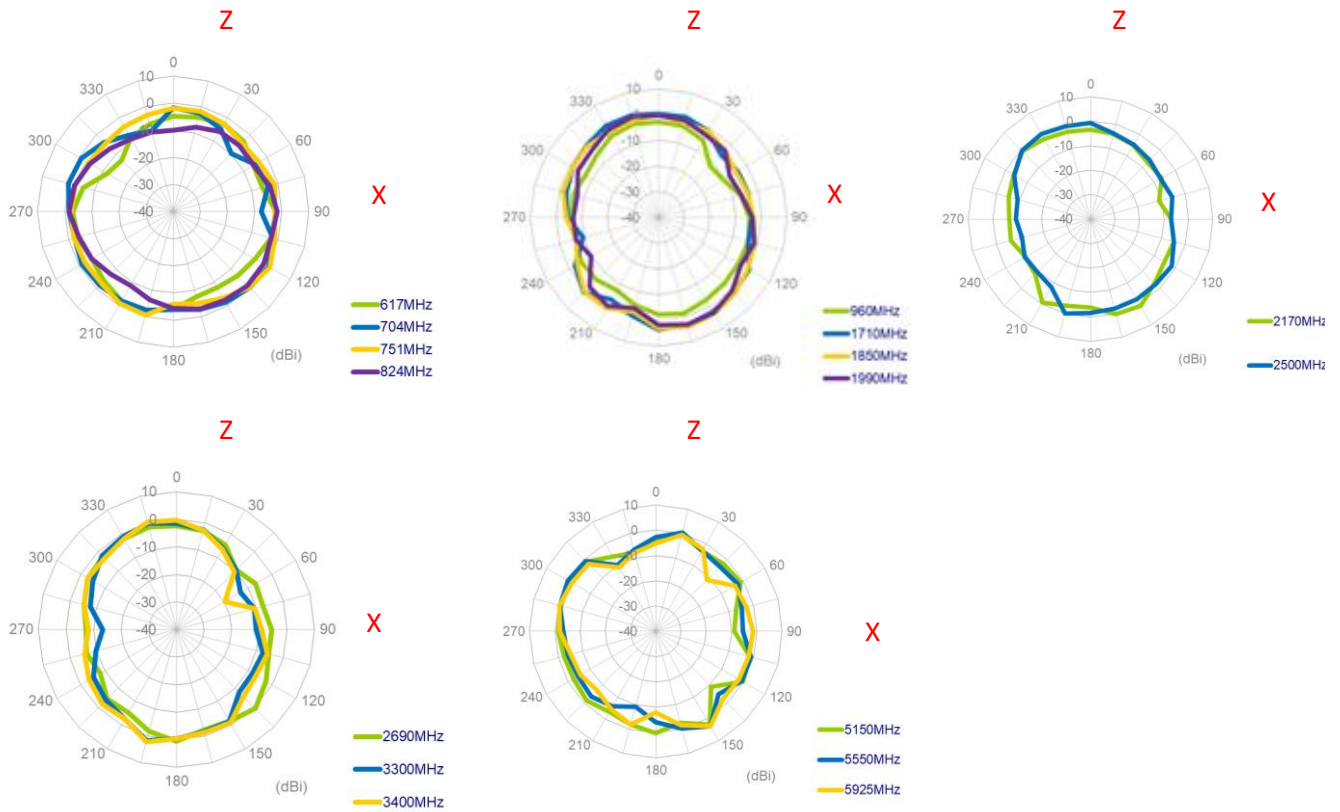 Z
Z
Z
0
330 10 30
300 0 60
-20
-30
270 -40 90
240 120
210 150
180 (dBi)
X
617MHz
704MHz
751MHz
824MHz
0
330 10 30
300 0 60
-10
-20
-30
270 -40 90
240 120
210 150
180 (dBi)
X
960MHz
1710MHz
1850MHz
1990MHz
0
330 10 30
300 0 60
-10
-20
-30
270 -40 90
240 120
210 150
180 (dBi)
X
2170MHz
2500MHz
Z
Z
0
330 10 30
300 0 60
-10
-20
-30
270 -40 90
240 120
210 150
180 (dBi)
X
2690MHz
3300MHz
3400MHz
0
330 10 30
300 0 60
-10
-20
-30
270 -40 90
240 120
210 150
180 (dBi)
X
5150MHz
5550MHz
5925MHz